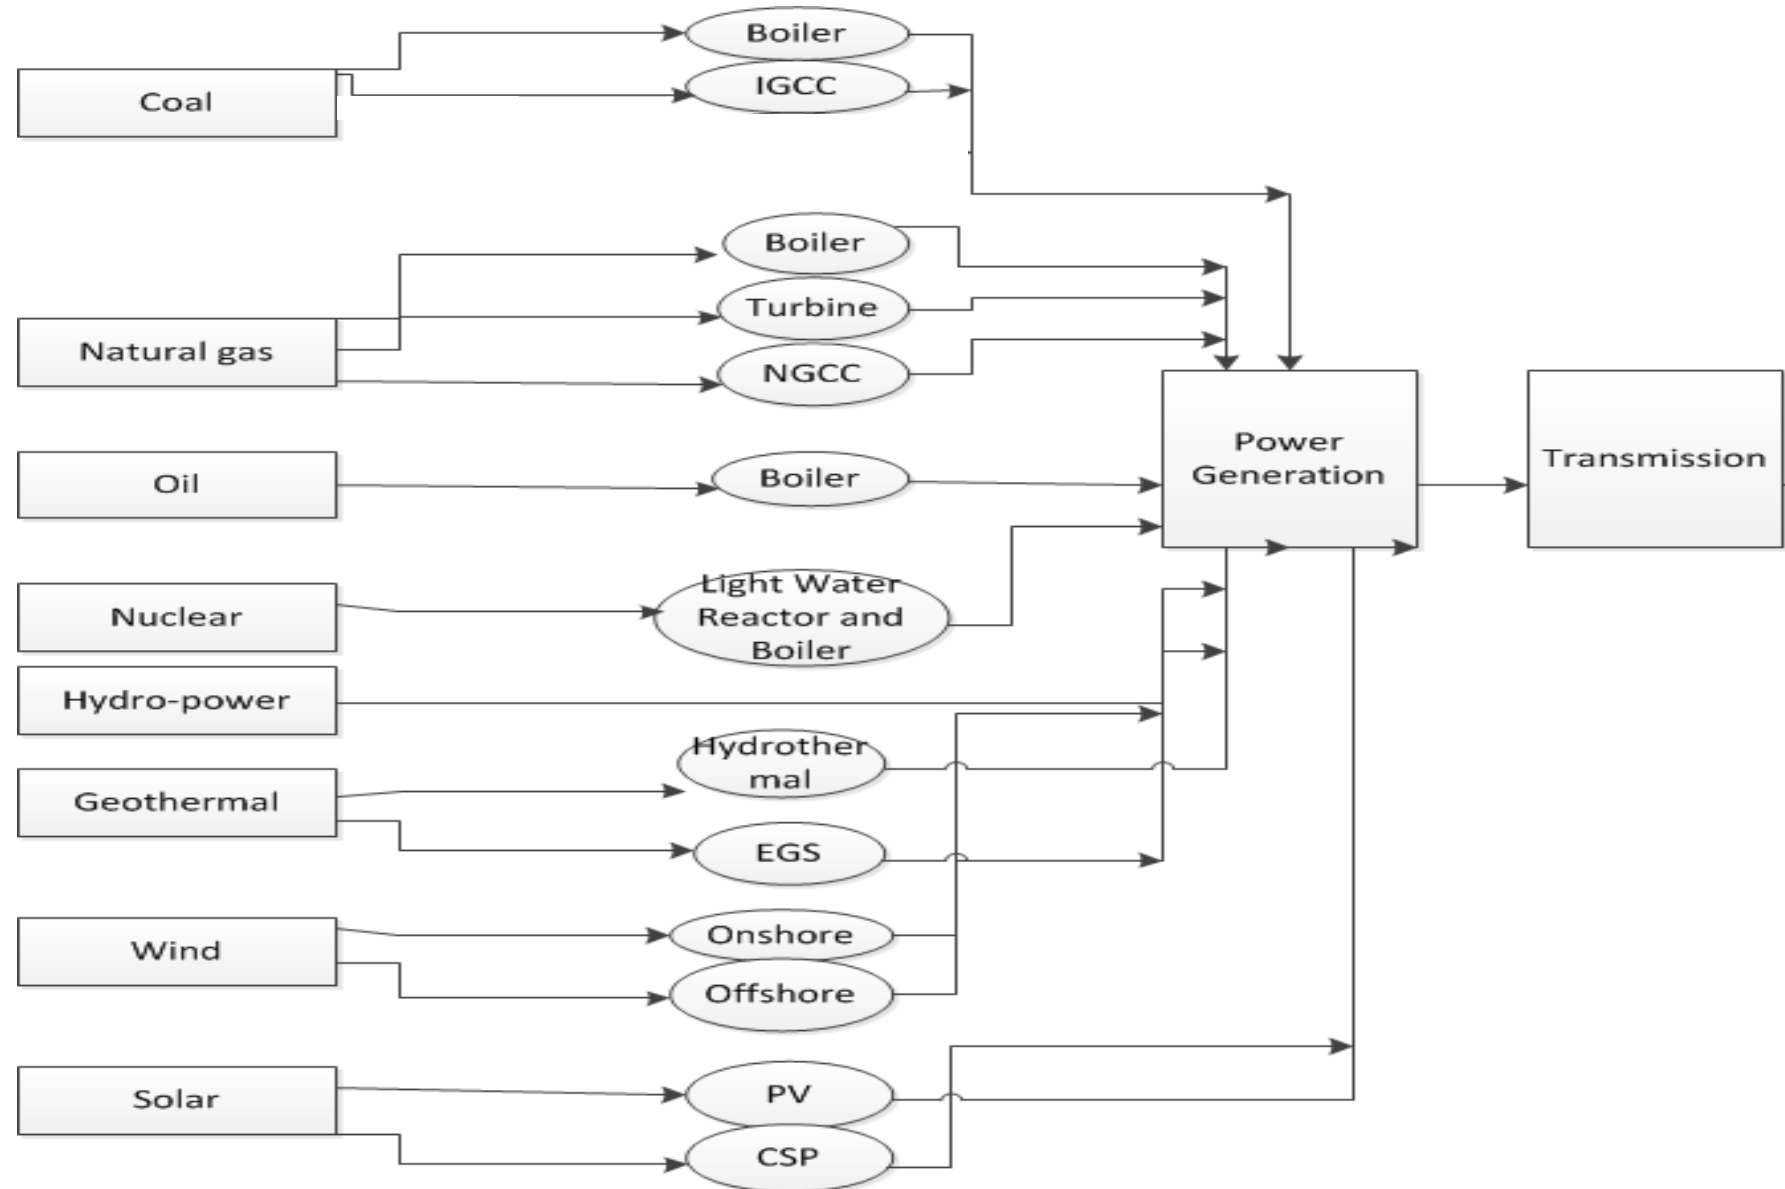 Coal
Boiler
IGCC
Natural gas
Boiler
Turbine
NGCC
Oil
Boiler
Power
Generation
Transmission
Nuclear
Light Water
Reactor and
Boiler
Hydro-power
Geothermal
Hydrother
mal
EGS
Wind
Onshore
Offshore
Solar
PV
CSP